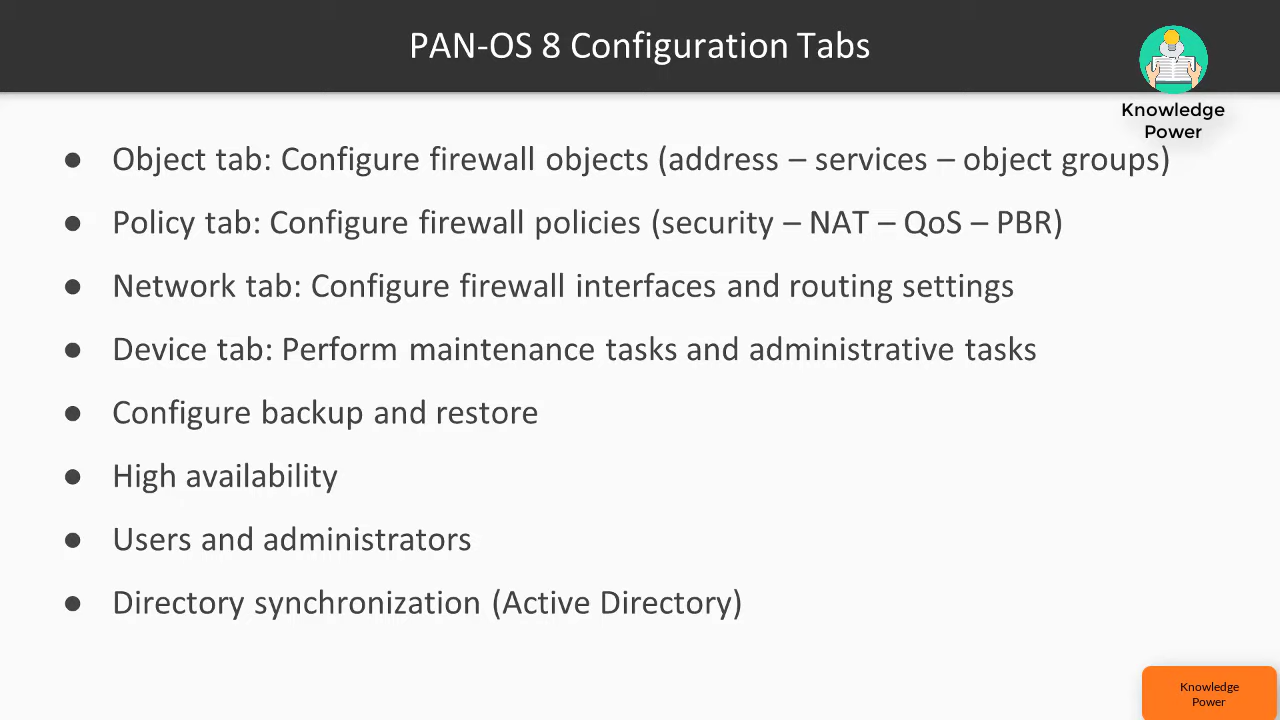 PAN-OS 8 Configuration Tabs
Knowledge
Power
● Object tab: Configure firewall objects (address – services – object groups)
● Policy tab: Configure firewall policies (security – NAT – QoS – PBR)
● Network tab: Configure firewall interfaces and routing settings
● Device tab: Perform maintenance tasks and administrative tasks
● Configure backup and restore
● High availability
● Users and administrators
● Directory synchronization (Active Directory)
Knowledge
Power